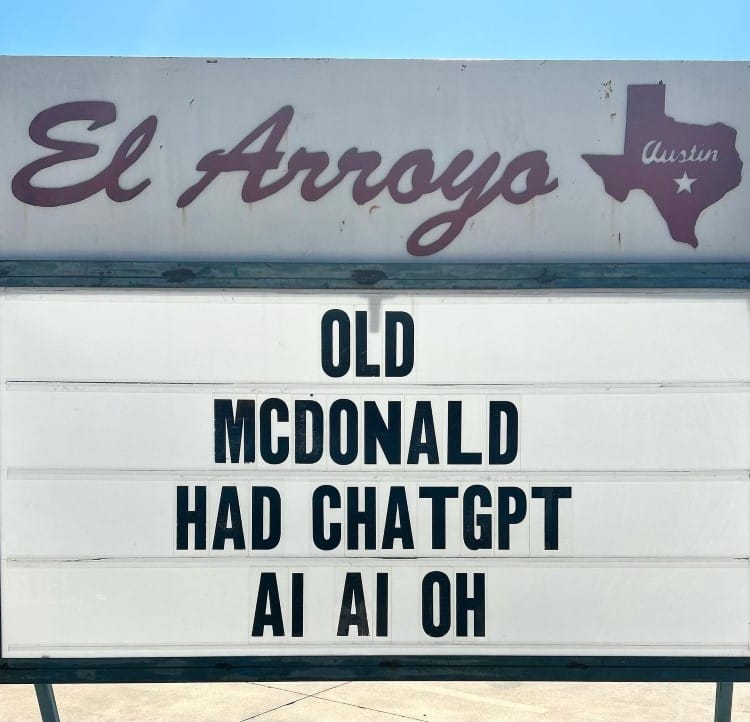 El Arroyo
Austin
OLD
MCDONALD
HAD CHATGPT
AI AI OH